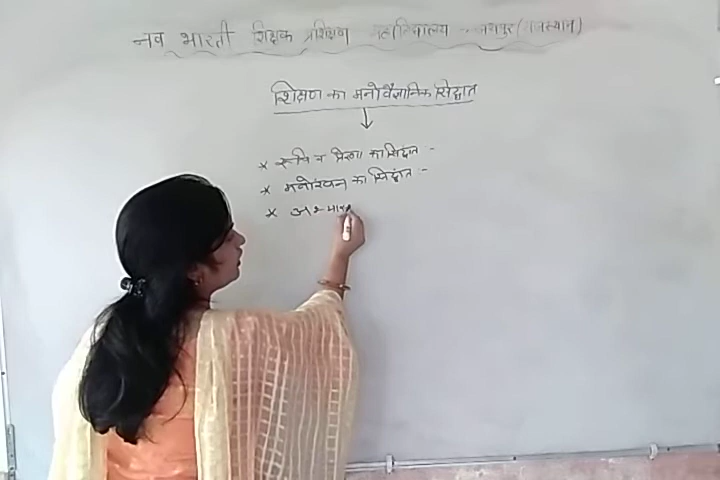 नव भारती शिक्षक प्रशिक्षण महाविद्यालय - जयपुर (राजस्थान)
शिक्षण का मनोवैज्ञानिक सिद्धांत
* रूचि व प्रेरणा का सिद्धांत :-
* मनोरंजन का सिद्धांत :-
* अभ्या